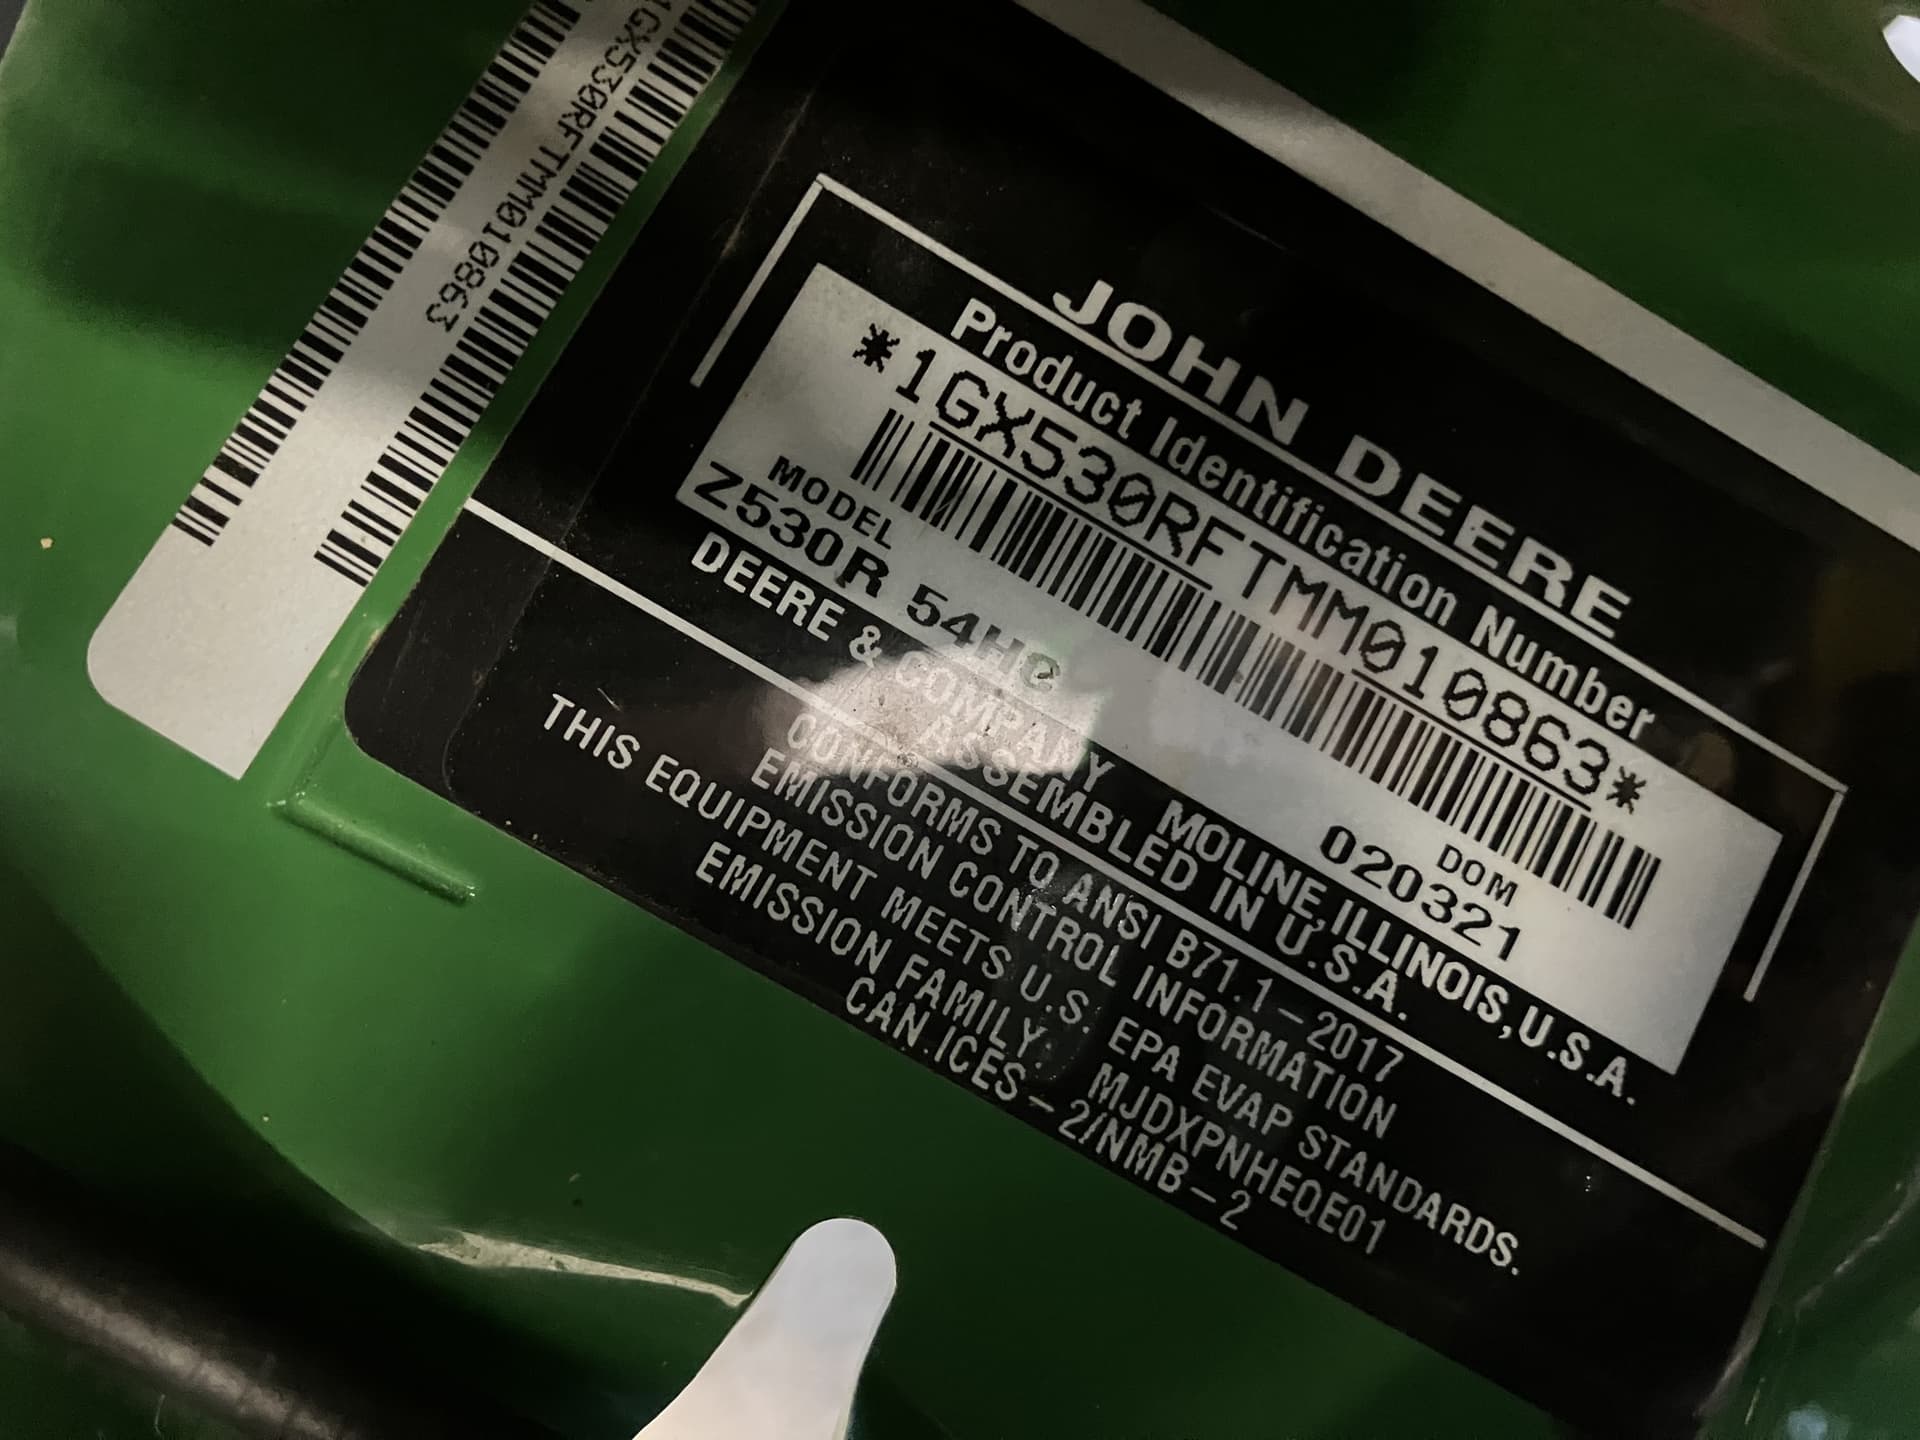 1GX530RFTMM010863
JOHN DEERE
Product Identification Number
*1GX530RFTMM010863*
MODEL
DOM
Z530R 54HC
020321
DEERE & COMPANY MOLINE, ILLINOIS, U.S.A.
ASSEMBLED IN U.S.A.
CONFORMS TO ANSI B71.1-2017
EMISSION CONTROL INFORMATION
THIS EQUIPMENT MEETS U.S. EPA EVAP STANDARDS.
EMISSION FAMILY: MJDXPNHEQE01
CAN ICES-2/NMB-2